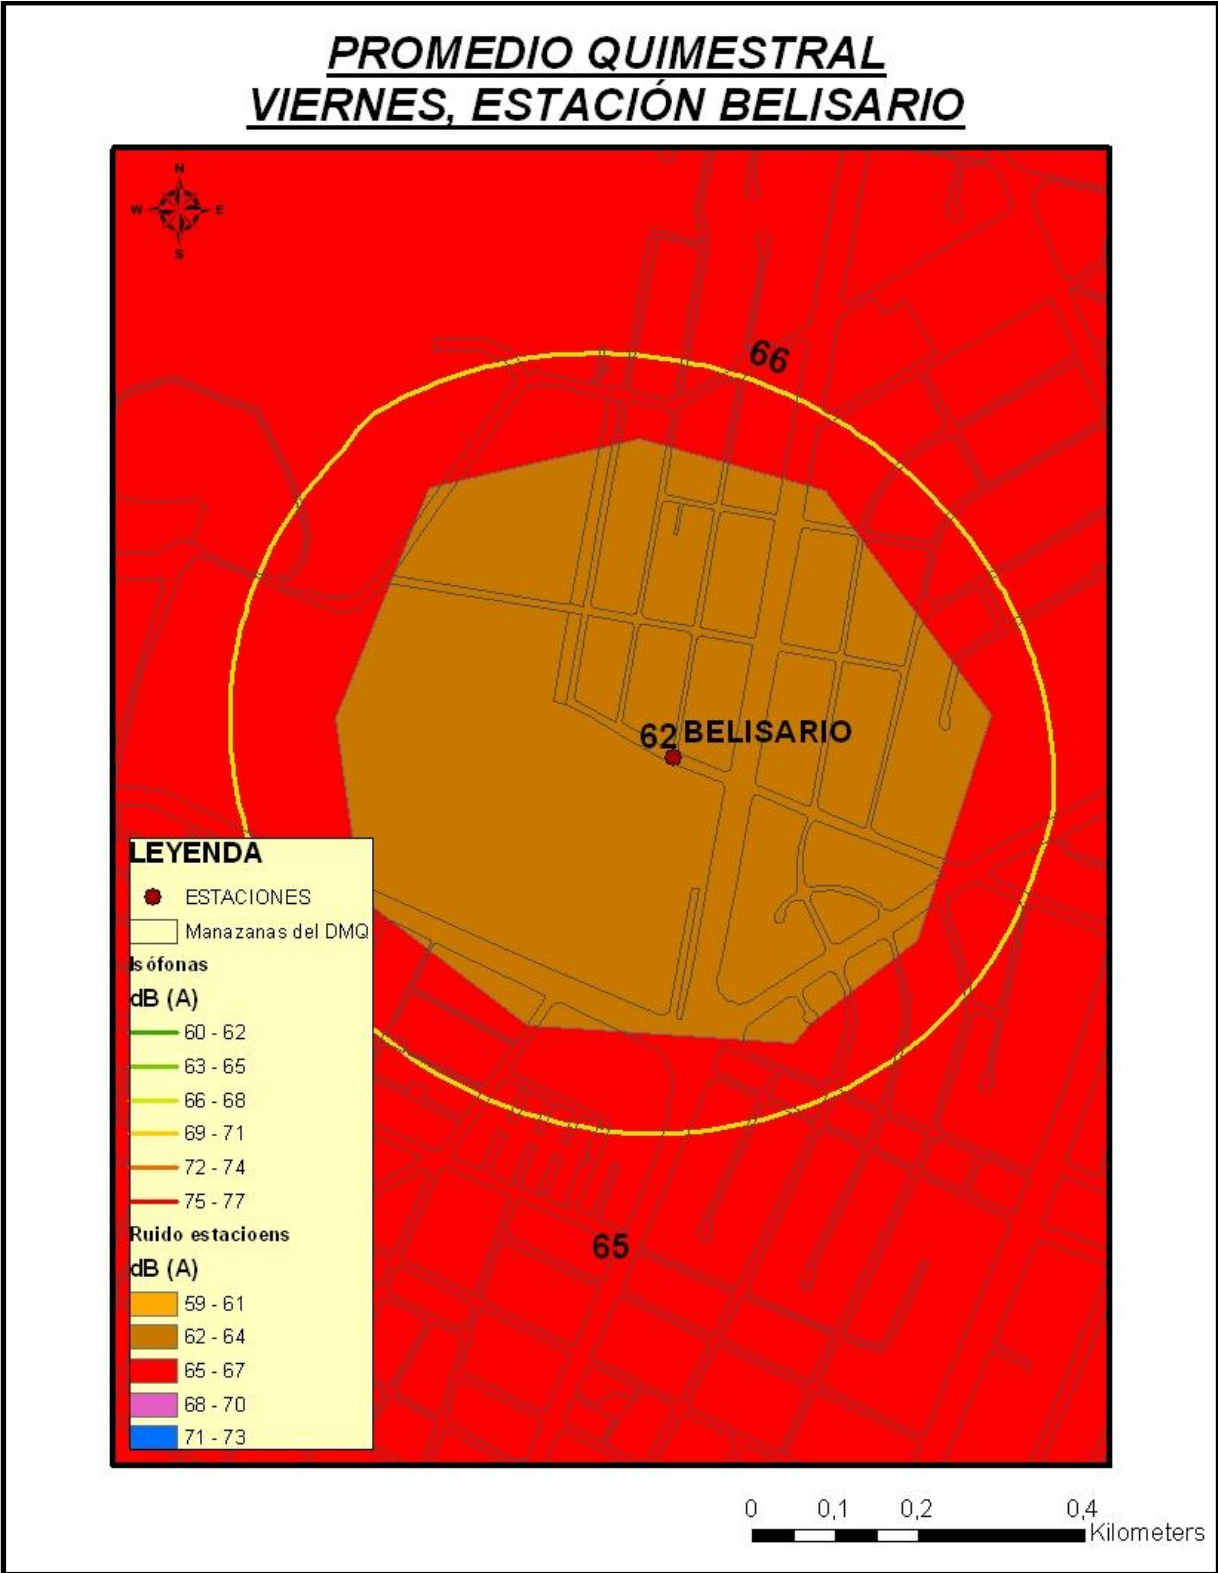 PROMEDIO QUIMESTRAL
VIERNES, ESTACIÓN BELISARIO
N
W E
S
66
62 BELISARIO
65
LEYENDA
ESTACIONES
Manazanas del DMQ
Isófonas
dB (A)
60 - 62
63 - 65
66 - 68
69 - 71
72 - 74
75 - 77
Ruido estacioens
dB (A)
59 - 61
62 - 64
65 - 67
68 - 70
71 - 73
0 0,1 0,2 0,4
Kilometers